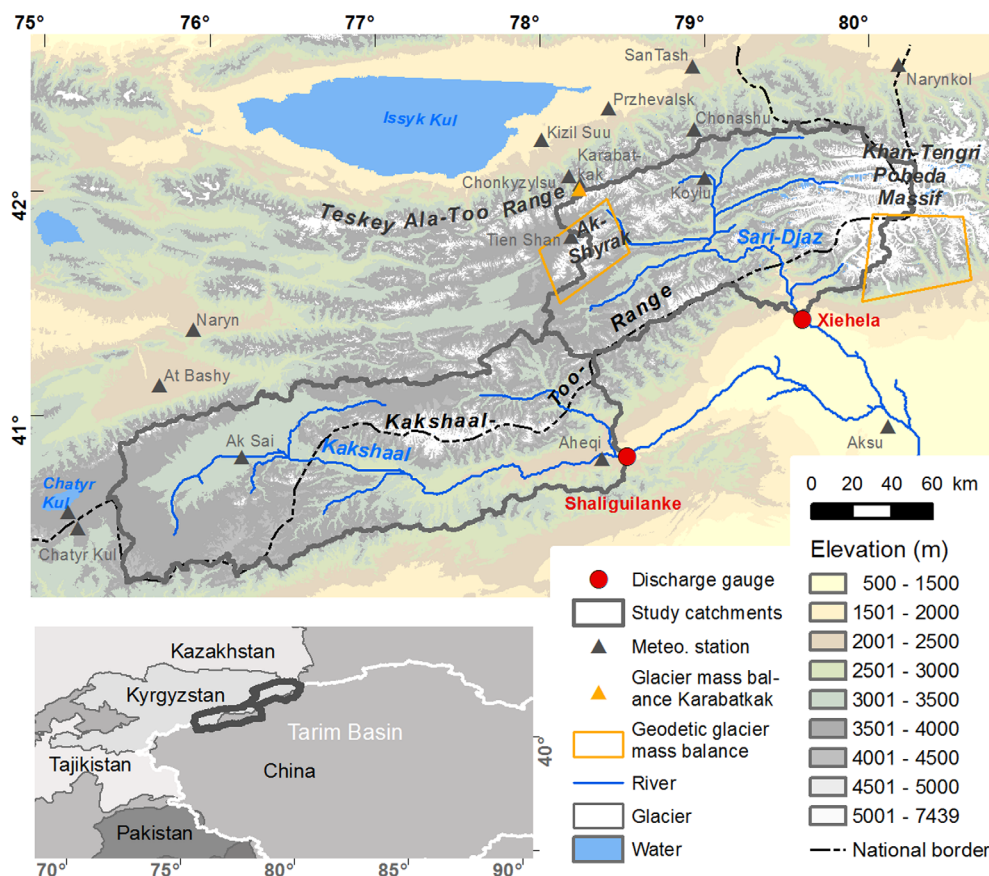 75° 76° 77° 78° 79° 80°
SanTash
Narynkol
Przhevalsk
Issyk Kul
Chonashu
Kizil Suu
Karabat-
kak
Khan-Tengri
Pobeda
Massif
Chonkyzylsu
Koylu
42°
Teskey Ala-Too Range
Ak-
Shyrak
Tien Shan
Sari-Djaz
Range
Naryn
Xiehela
At Bashy
Too-
41°
Kakshaal-
Ak Sai
Kakshaal
Aheqi
Aksu
Chatyr
Kul
Shaliguilanke
Chatyr Kul
0 20 40 60 km
Elevation (m)
500 - 1500
1501 - 2000
2001 - 2500
2501 - 3000
3001 - 3500
3501 - 4000
4001 - 4500
4501 - 5000
5001 - 7439
National border
Discharge gauge
Study catchments
Meteo. station
Glacier mass bal-
ance Karabatkak
Geodetic glacier
mass balance
River
Glacier
Water
Kazakhstan
Kyrgyzstan
Tarim Basin
Tajikistan
China
Pakistan
40°
70° 75° 80° 85° 90°